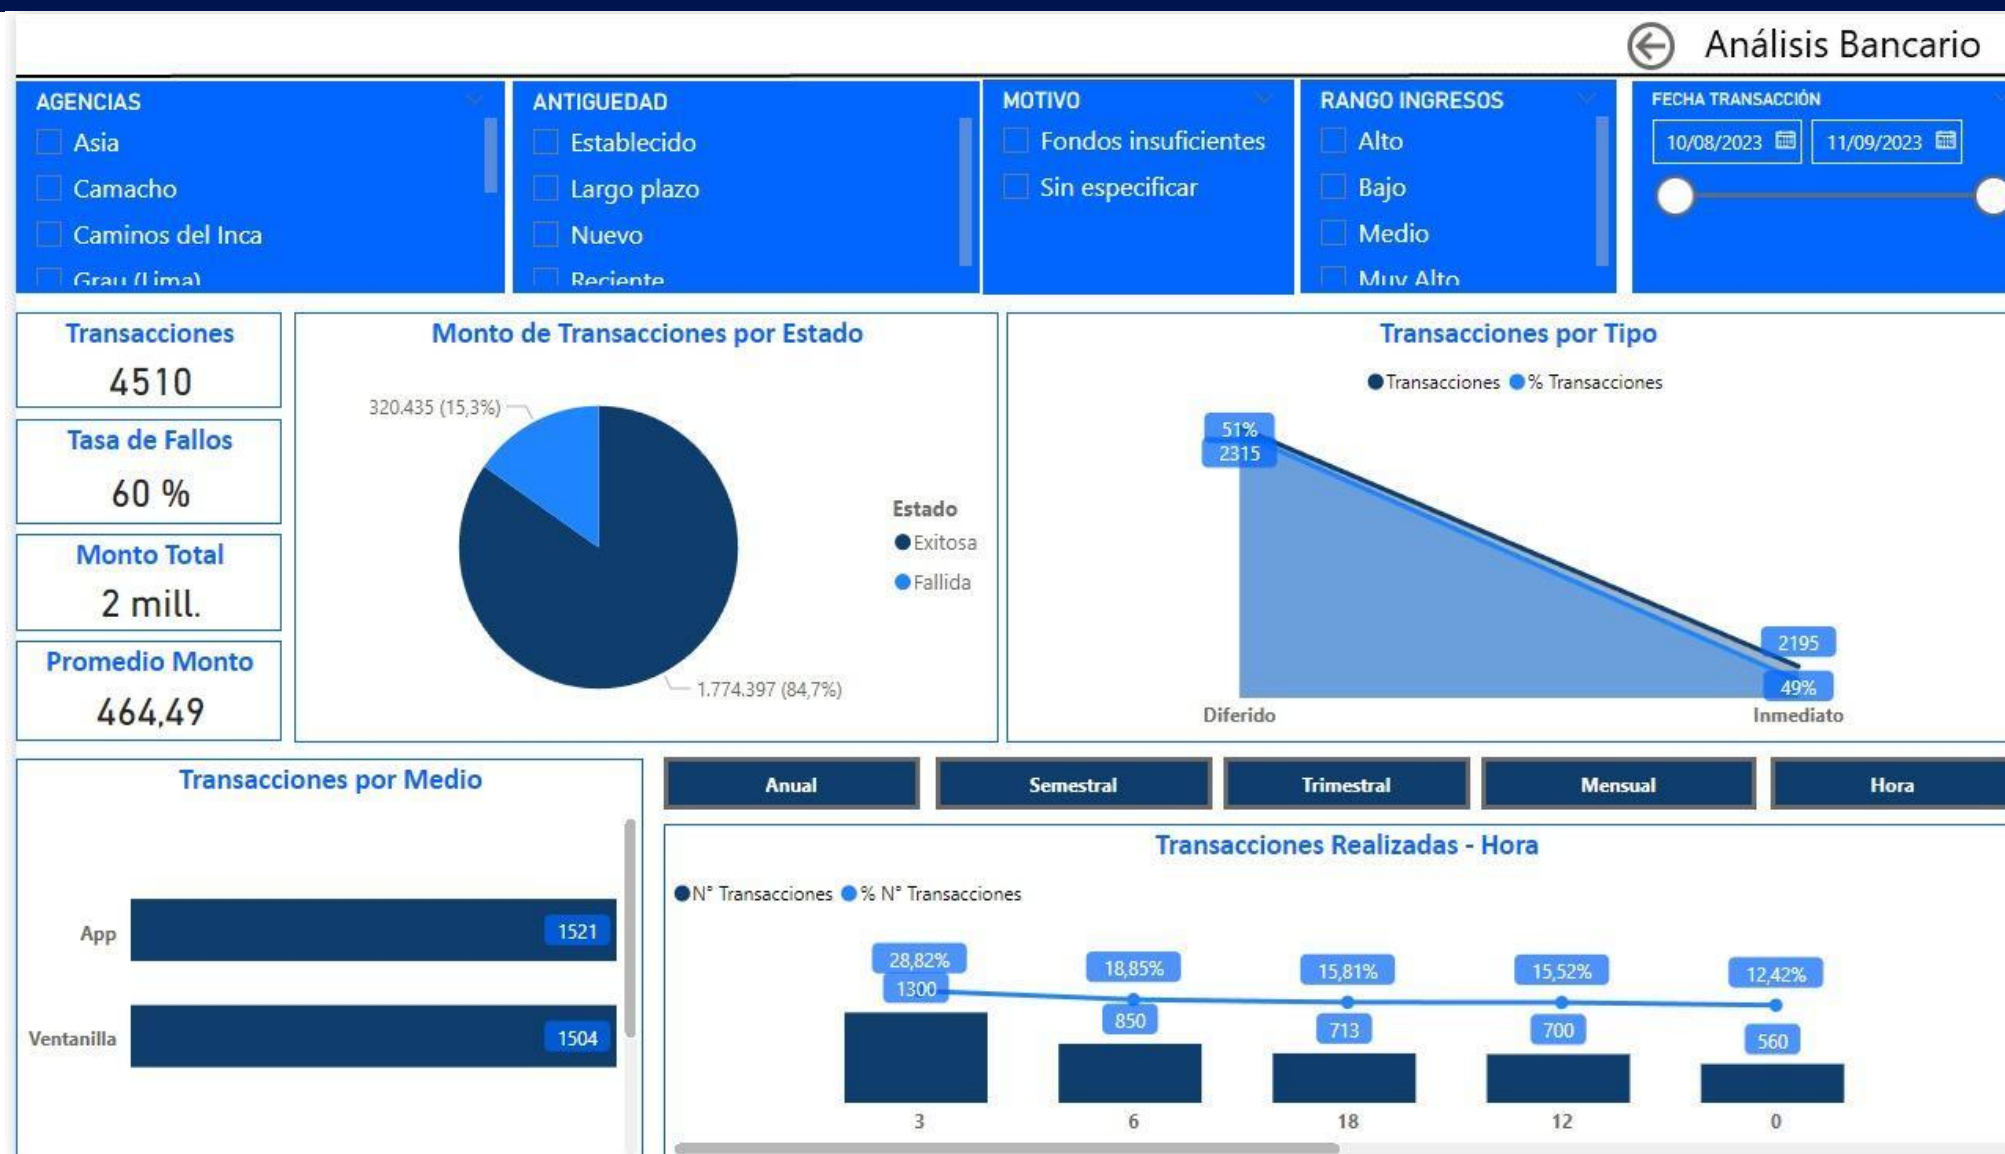 Análisis Bancario
AGENCIAS
Asia
Camacho
Caminos del Inca
Grau (Lima)
ANTIGUEDAD
Establecido
Largo plazo
Nuevo
Reciente
MOTIVO
Fondos insuficientes
Sin especificar
RANGO INGRESOS
Alto
Bajo
Medio
Muy Alto
FECHA TRANSACCIÓN
10/08/2023 11/09/2023
Transacciones
4510
Tasa de Fallos
60 %
Monto Total
2 mill.
Promedio Monto
464,49
Monto de Transacciones por Estado
320.435 (15,3%)
1.774.397 (84,7%)
Estado
Exitosa
Fallida
Transacciones por Tipo
Transacciones % Transacciones
51%
2315
2195
49%
Diferido Inmediato
Transacciones por Medio
App 1521
Ventanilla 1504
Anual Semestral Trimestral Mensual Hora
Transacciones Realizadas - Hora
N° Transacciones % N° Transacciones
28,82% 18,85% 15,81% 15,52% 12,42%
1300 850 713 700 560
3 6 18 12 0